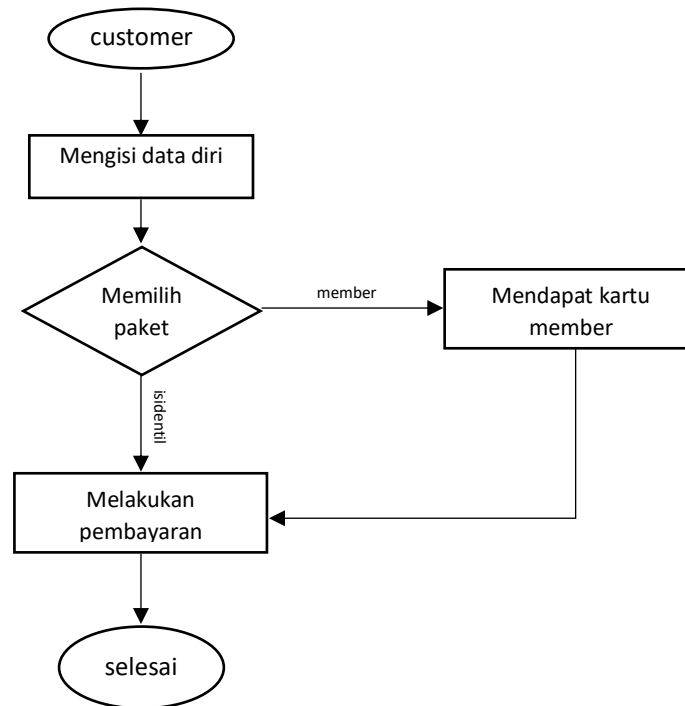 customer
Mengisi data diri
Memilih
paket
member
Mendapat kartu
member
isidentil
Melakukan
pembayaran
selesai